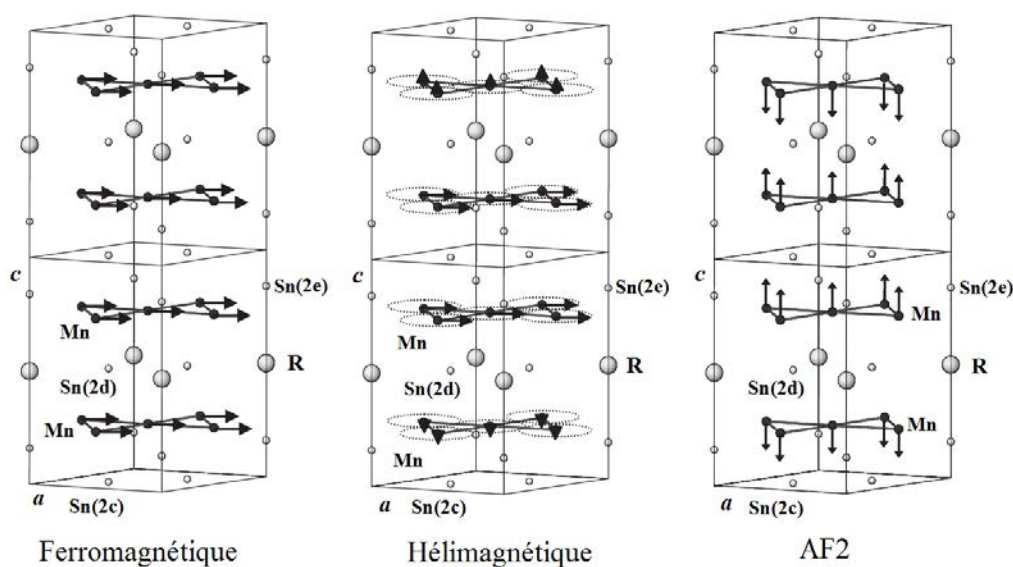 c
Mn
Sn(2d)
Mn
Sn(2e)
R
a
Sn(2c)
Ferromagnétique
c
Mn
Sn(2d)
Mn
Sn(2e)
R
a
Sn(2c)
Hélimagnétique
c
Sn(2e)
Mn
R
Sn(2d)
Mn
a
Sn(2c)
AF2